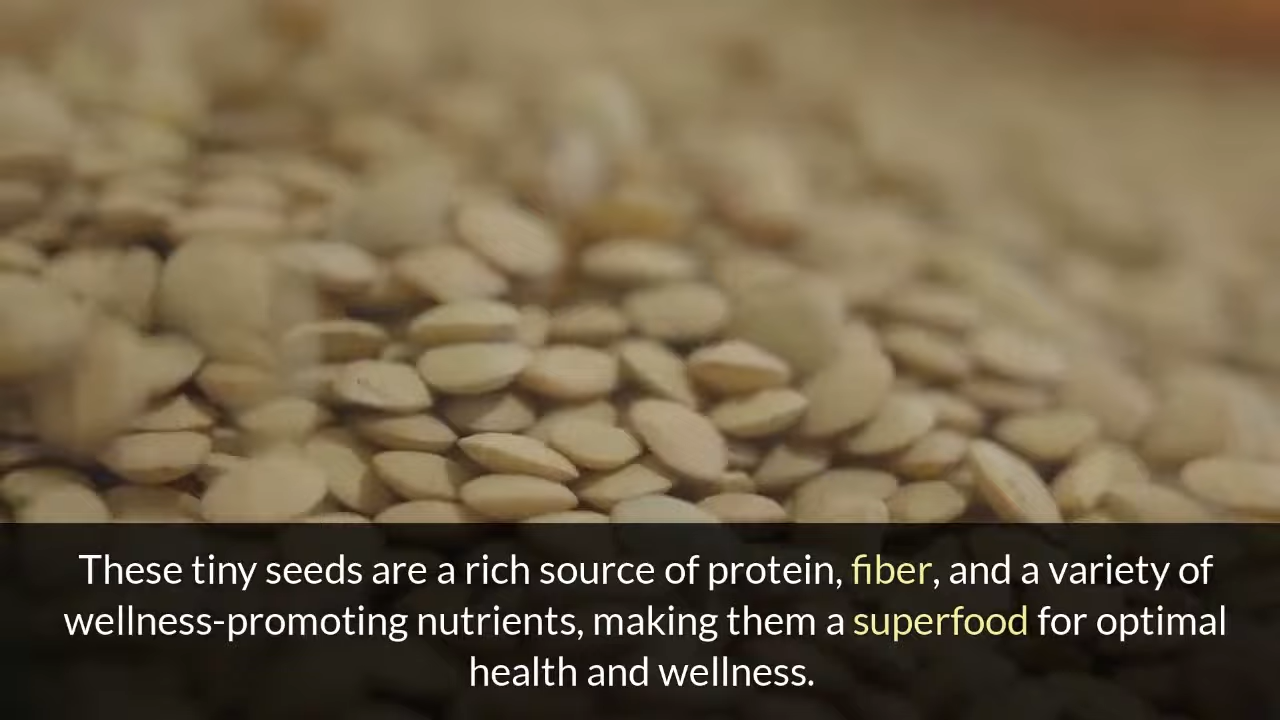 These tiny seeds are a rich source of protein, fiber, and a variety of
wellness-promoting nutrients, making them a superfood for optimal
health and wellness.